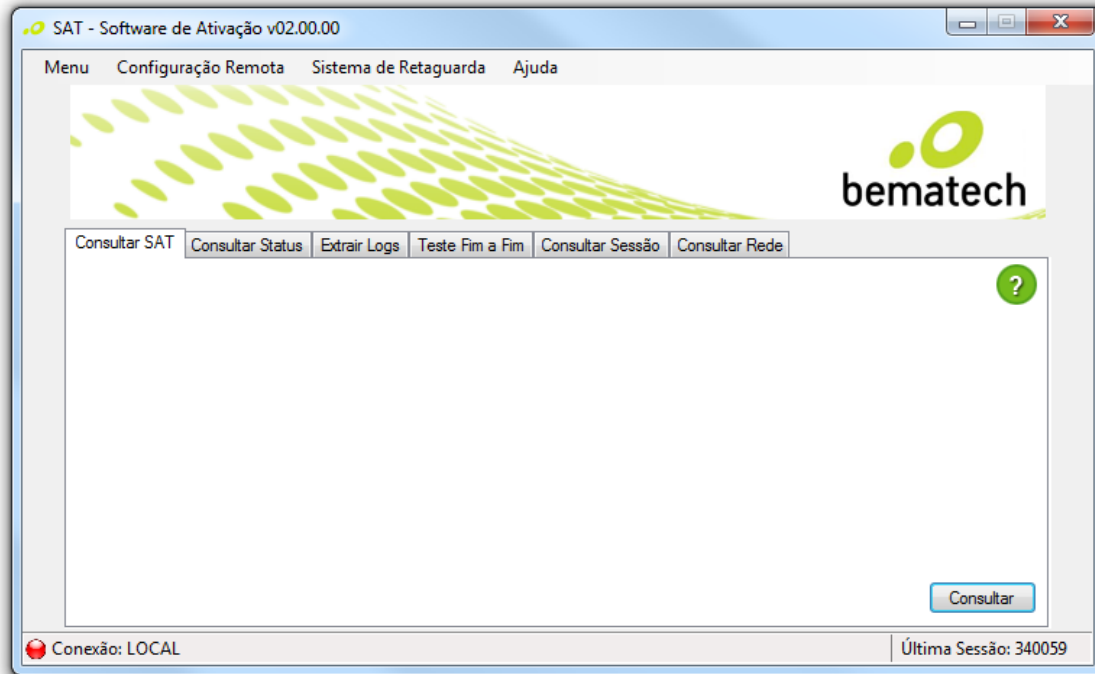 SAT - Software de Ativação v02.00.00
Menu Configuração Remota Sistema de Retaguarda Ajuda
bematech
Consultar SAT Consultar Status Extrair Logs Teste Fim a Fim Consultar Sessão Consultar Rede
?
Consultar
Conexão: LOCAL Última Sessão: 340059